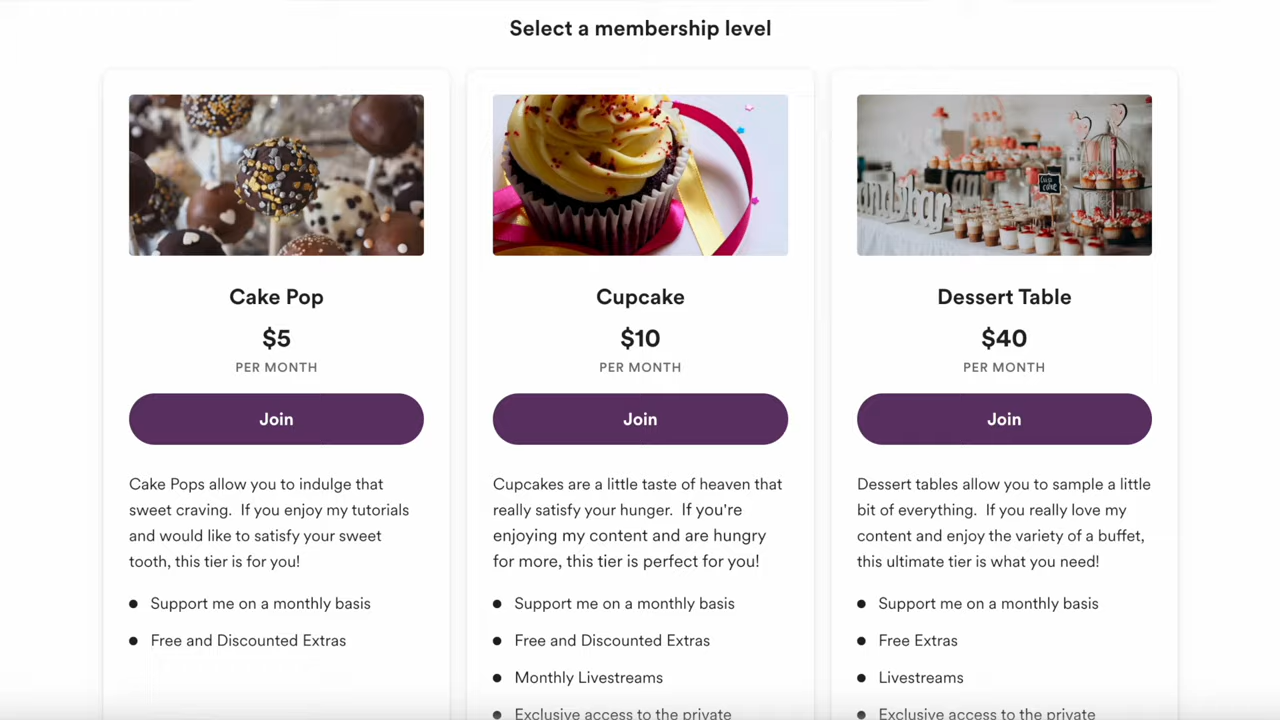 Select a membership level
Cake Pop
$5
PER MONTH
Join
Cake Pops allow you to indulge that
sweet craving.  If you enjoy my tutorials
and would like to satisfy your sweet
tooth, this tier is for you!
Support me on a monthly basis
Free and Discounted Extras
Cupcake
$10
PER MONTH
Join
Cupcakes are a little taste of heaven that
really satisfy your hunger.  If you're
enjoying my content and are hungry
for more, this tier is perfect for you!
Support me on a monthly basis
Free and Discounted Extras
Monthly Livestreams
Exclusive access to the private
cup
cake
Dessert Table
$40
PER MONTH
Join
Dessert tables allow you to sample a little
bit of everything.  If you really love my
content and enjoy the variety of a buffet,
this ultimate tier is what you need!
Support me on a monthly basis
Free Extras
Livestreams
Exclusive access to the private